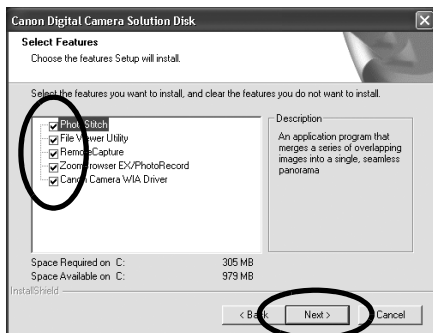 Canon Digital Camera Solution Disk
Select Features
Choose the features Setup will install.
Select the features you want to install, and clear the features you do not want to install.
PhotoStitch
File Viewer Utility
RemoteCapture
ZoomBrowser EX/PhotoRecord
Canon Camera WIA Driver
Description
An application program that
merges a series of overlapping
images into a single, seamless
panorama
Space Required on C: 305 MB
Space Available on C: 979 MB
InstallShield
< Back Next > Cancel